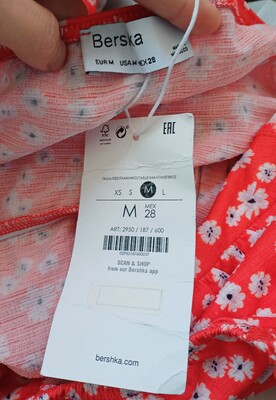 Bershka
EUR M USA M MEX 28
EAC
XS S M L
M MEX 28
ART: 2950 / 187 / 600
SCAN & SHOP
from our Bershka app
bershka.com